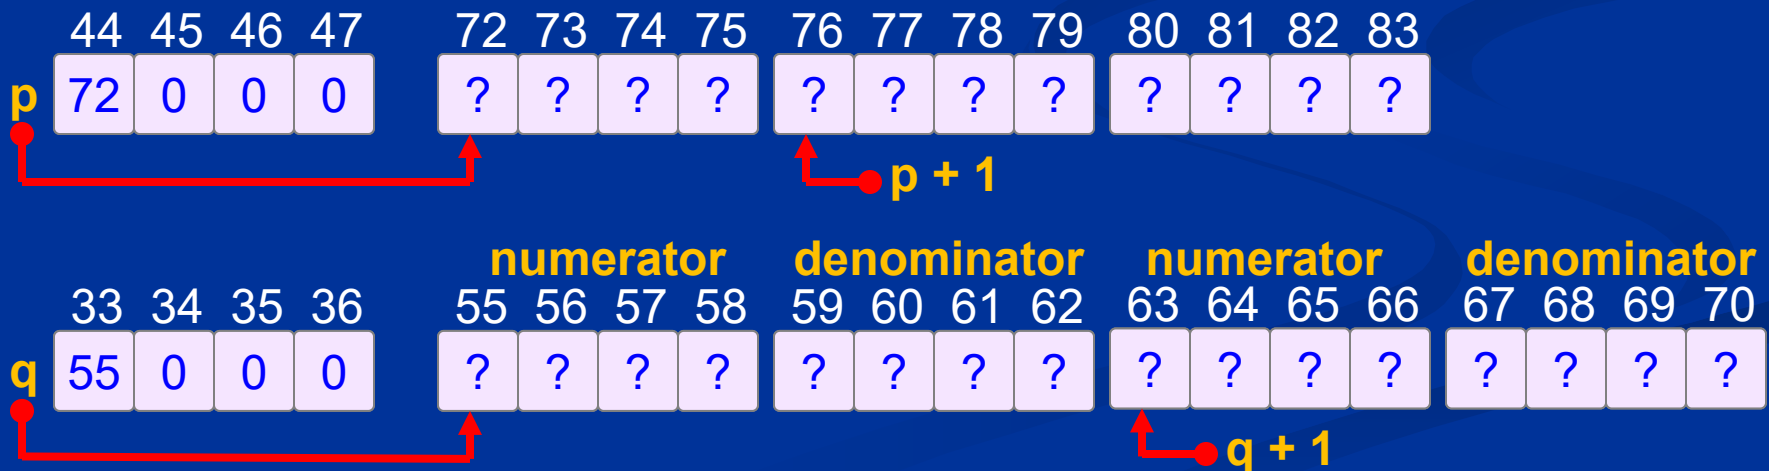 44 45 46 47 72 73 74 75 76 77 78 79 80 81 82 83
p 72 0 0 0 ? ? ? ? ? ? ? ? ? ? ? ?
p + 1
numerator denominator numerator denominator
33 34 35 36 55 56 57 58 59 60 61 62 63 64 65 66 67 68 69 70
q 55 0 0 0 ? ? ? ? ? ? ? ? ? ? ? ? ? ? ? ?
q + 1